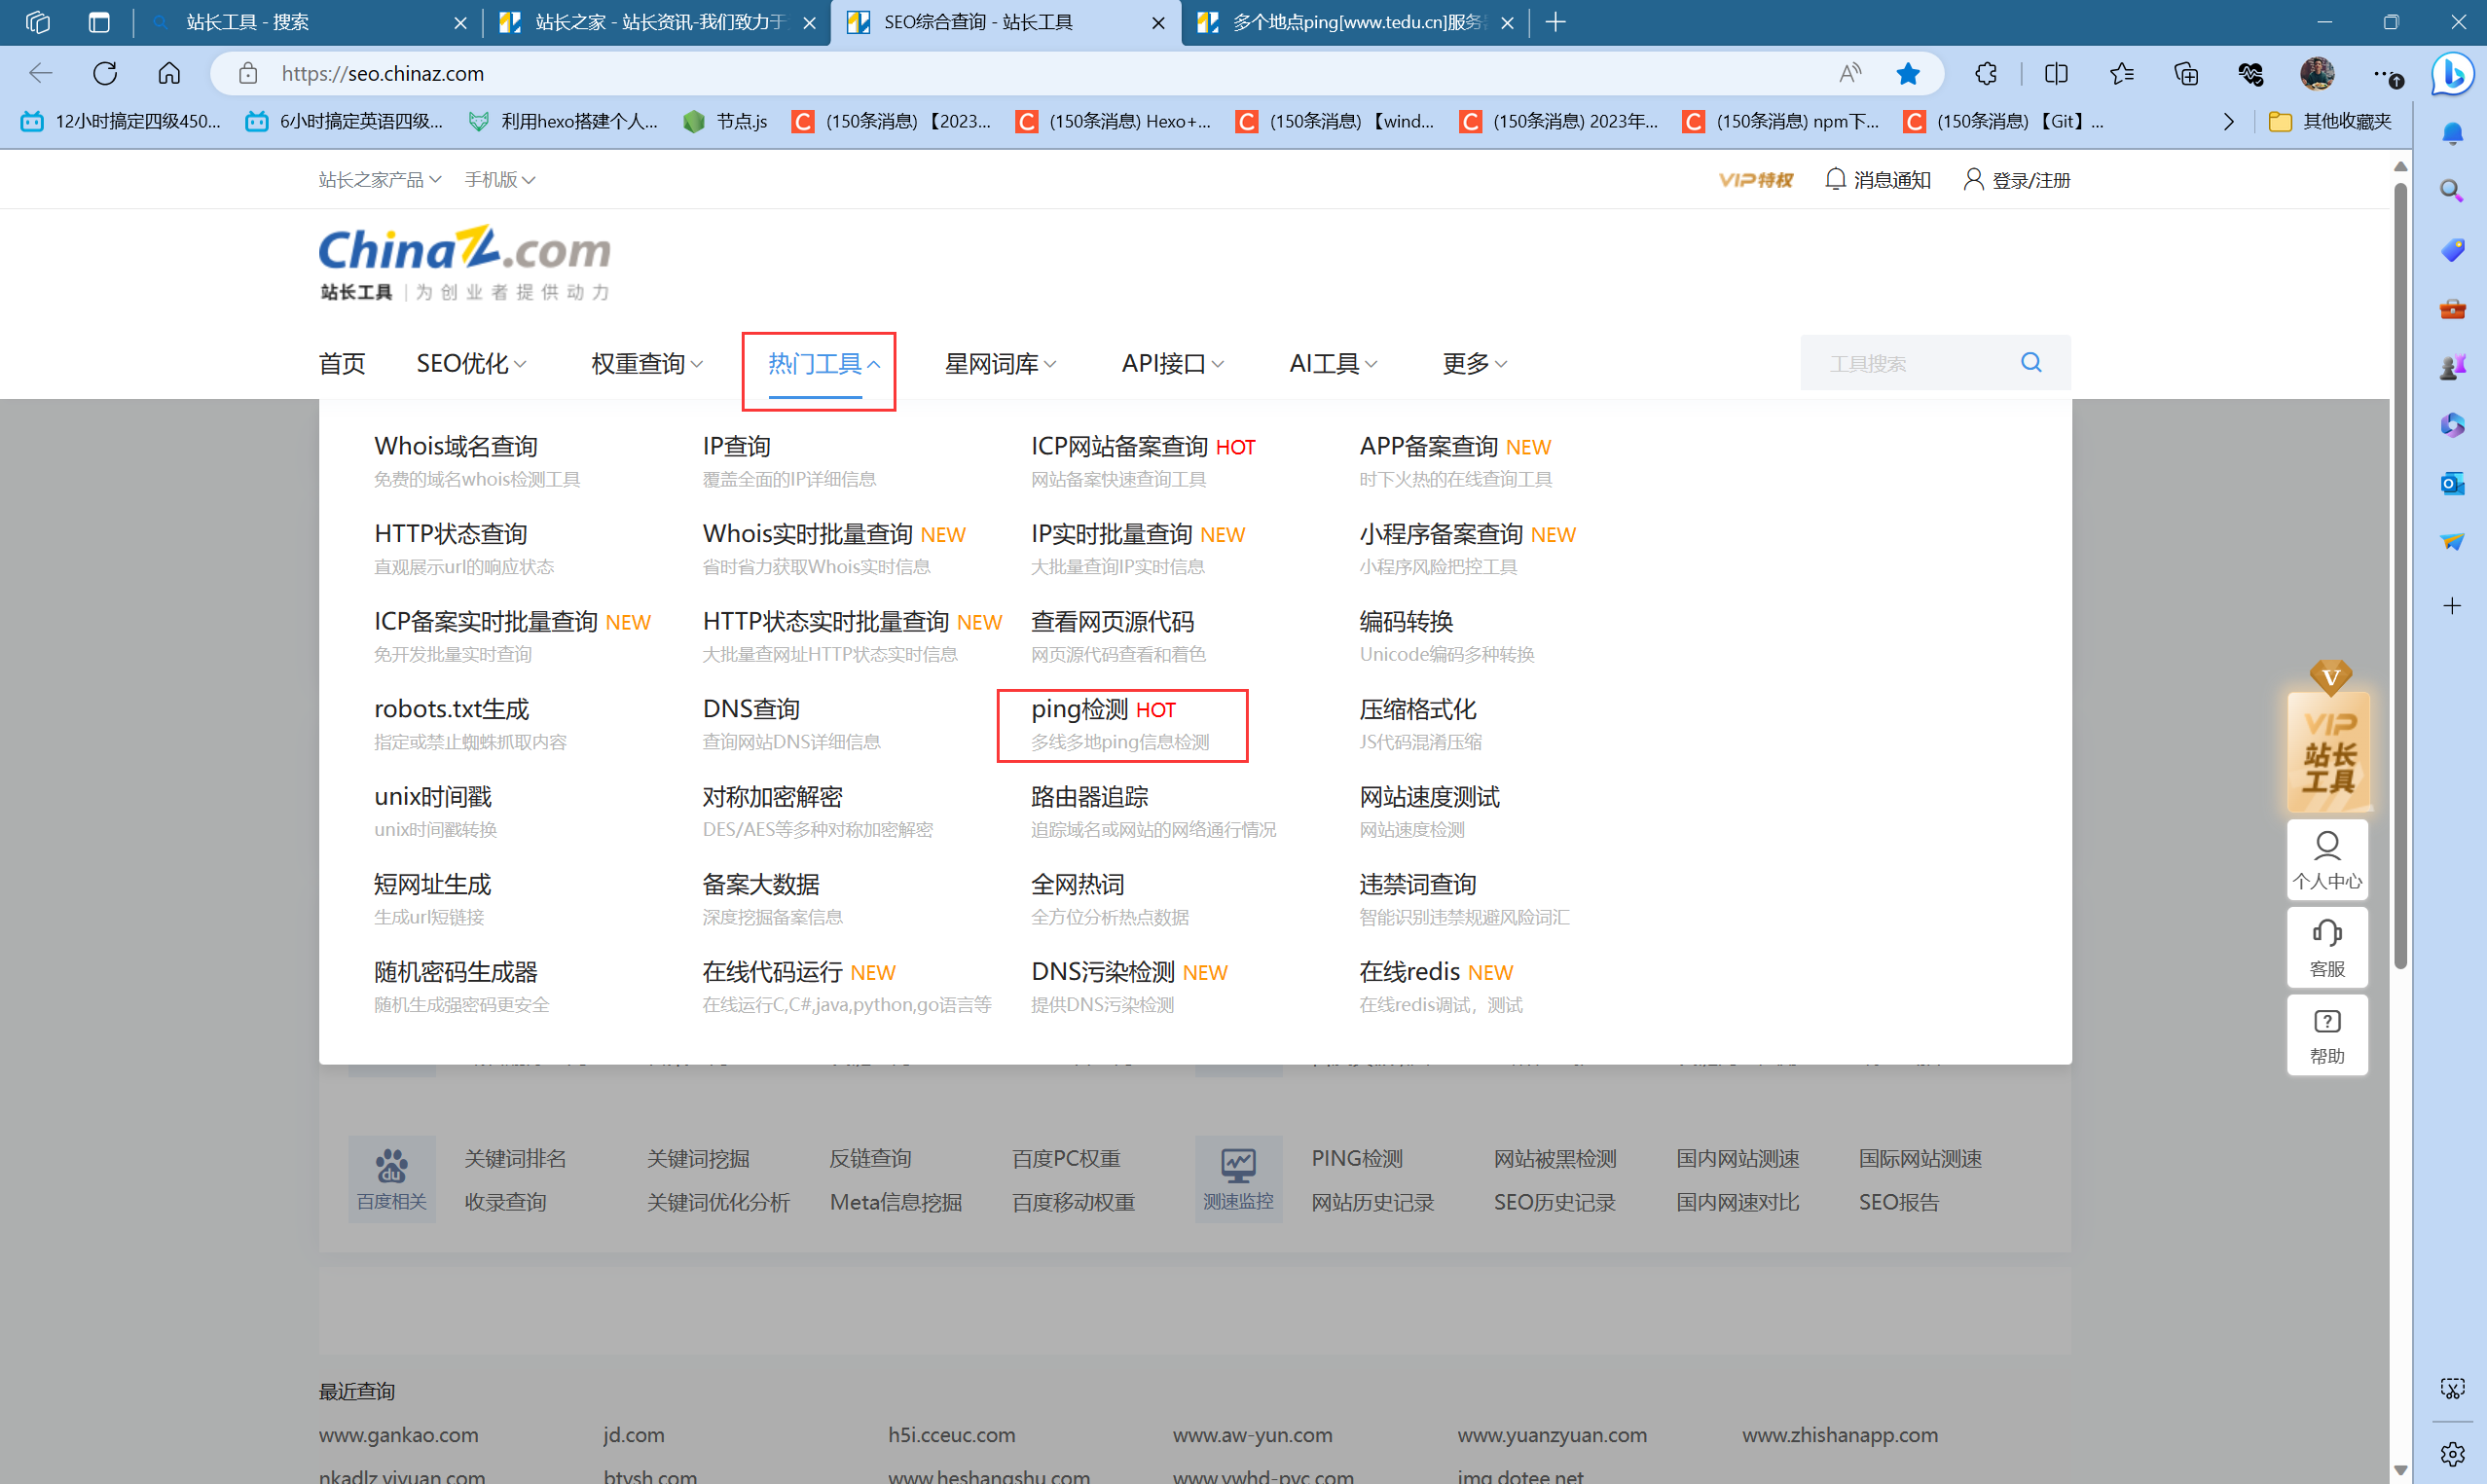 站长工具 - 搜索
站长之家 - 站长资讯-我们致力于
SEO综合查询 - 站长工具
多个地点ping[www.tedu.cn]服务
https://seo.chinaz.com
12小时搞定四级450...
6小时搞定英语四级...
利用hexo搭建个人...
节点.js
(150条消息) 【2023...
(150条消息) Hexo+...
(150条消息) 【wind...
(150条消息) 2023年...
(150条消息) npm下...
(150条消息) 【Git】...
其他收藏夹
站长之家产品 手机版
VIP特权 消息通知 登录/注册
ChinaZ.com
站长工具 | 为创业者提供动力
首页 SEO优化 权重查询 热门工具 星网词库 API接口 AI工具 更多 工具搜索
Whois域名查询 IP查询 ICP网站备案查询 HOT APP备案查询 NEW
免费的域名whois检测工具 覆盖全面的IP详细信息 网站备案快速查询工具 时下火热的在线查询工具
HTTP状态查询 Whois实时批量查询 NEW IP实时批量查询 NEW 小程序备案查询 NEW
直观展示url的响应状态 省时省力获取Whois实时信息 大批量查询IP实时信息 小程序风险把控工具
ICP备案实时批量查询 NEW HTTP状态实时批量查询 NEW 查看网页源代码 编码转换
免开发批量实时查询 大批量查网址HTTP状态实时信息 网页源代码查看和着色 Unicode编码多种转换
robots.txt生成 DNS查询 ping检测 HOT 压缩格式化
指定或禁止蜘蛛抓取内容 查询网站DNS详细信息 多线多地ping信息检测 JS代码混淆压缩
unix时间戳 对称加密解密 路由器追踪 网站速度测试
unix时间戳转换 DES/AES等多种对称加密解密 追踪域名或网站的网络通行情况 网站速度检测
短网址生成 备案大数据 全网热词 违禁词查询
生成url短链接 深度挖掘备案信息 全方位分析热点数据 智能识别违禁规避风险词汇
随机密码生成器 在线代码运行 NEW DNS污染检测 NEW 在线redis NEW
随机生成强密码更安全 在线运行C,C#,java,python,go语言等 提供DNS污染检测 在线redis调试，测试
V
VIP
站长
工具
个人中心
客服
帮助
du
百度相关
关键词排名 关键词挖掘 反链查询 百度PC权重
收录查询 关键词优化分析 Meta信息挖掘 百度移动权重
测速监控
PING检测 网站被黑检测 国内网站测速 国际网站测速
网站历史记录 SEO历史记录 国内网速对比 SEO报告
最近查询
www.gankao.com jd.com h5i.cceuc.com www.aw-yun.com www.yuanzyuan.com www.zhishanapp.com
nkadlz.yiyuan.com btysh.com www.heshangshu.com www.ywhd-pvc.com img.dotee.net